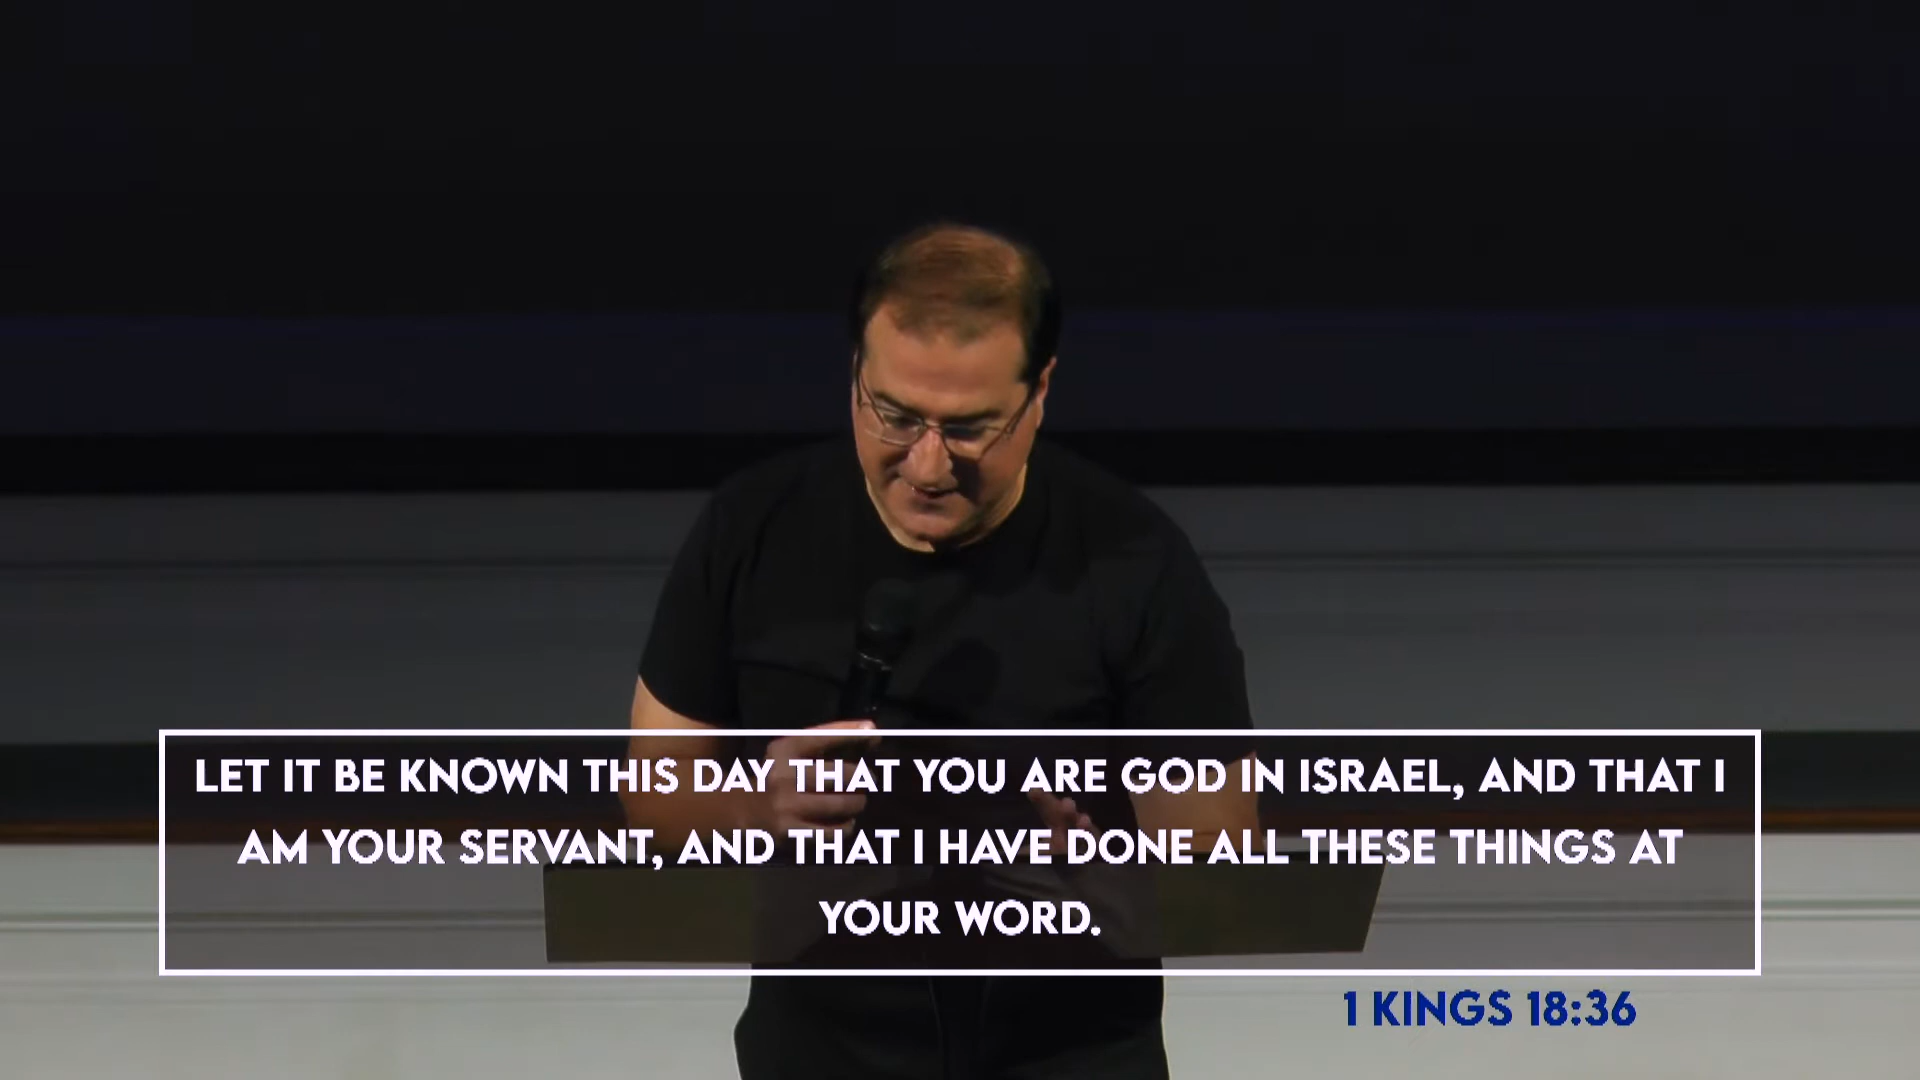 LET IT BE KNOWN THIS DAY THAT YOU ARE GOD IN ISRAEL, AND THAT I
AM YOUR SERVANT, AND THAT I HAVE DONE ALL THESE THINGS AT
YOUR WORD.
1 KINGS 18:36